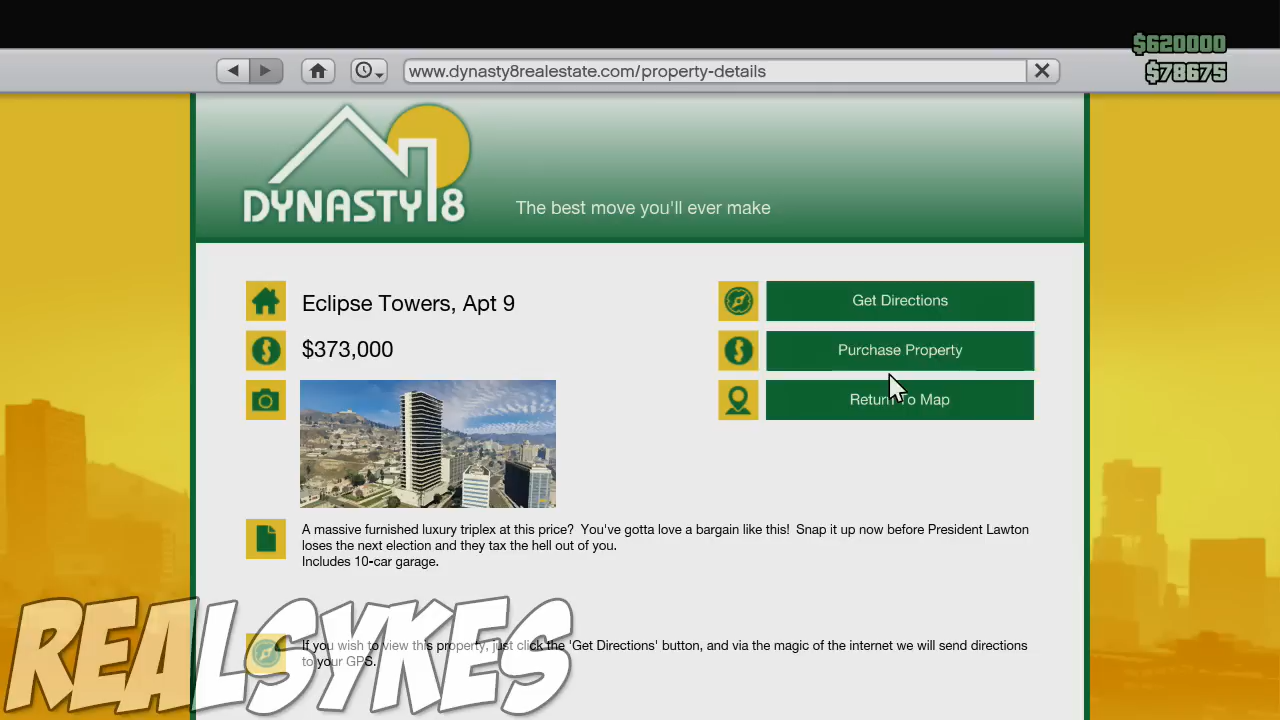 $620000
$78675
www.dynasty8realestate.com/property-details
DYNASTY 8
The best move you'll ever make
Eclipse Towers, Apt 9
Get Directions
$373,000
Purchase Property
Return To Map
A massive furnished luxury triplex at this price? You've gotta love a bargain like this! Snap it up now before President Lawton
loses the next election and they tax the hell out of you.
Includes 10-car garage.
If you wish to view this property, just click the 'Get Directions' button, and via the magic of the internet we will send directions
to your GPS.
REALSYKES